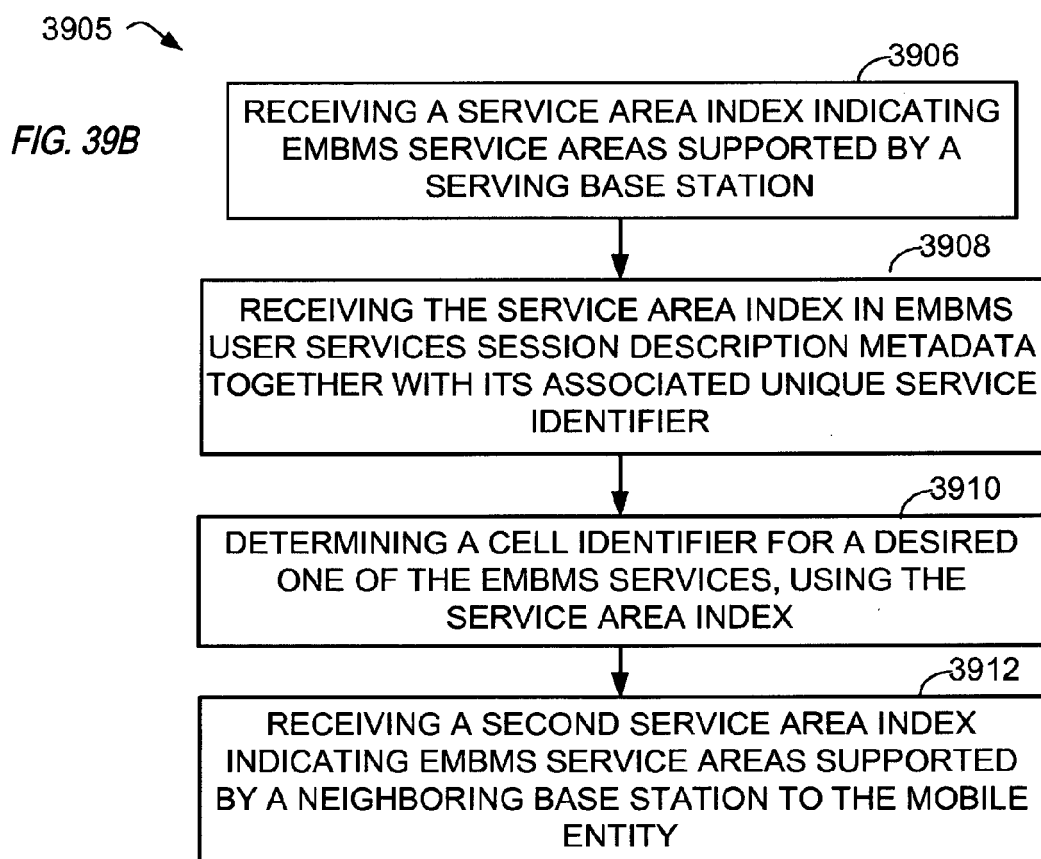 3905
FIG. 39B
3906
RECEIVING A SERVICE AREA INDEX INDICATING
EMBMS SERVICE AREAS SUPPORTED BY A
SERVING BASE STATION
3908
RECEIVING THE SERVICE AREA INDEX IN EMBMS
USER SERVICES SESSION DESCRIPTION METADATA
TOGETHER WITH ITS ASSOCIATED UNIQUE SERVICE
IDENTIFIER
3910
DETERMINING A CELL IDENTIFIER FOR A DESIRED
ONE OF THE EMBMS SERVICES, USING THE
SERVICE AREA INDEX
3912
RECEIVING A SECOND SERVICE AREA INDEX
INDICATING EMBMS SERVICE AREAS SUPPORTED
BY A NEIGHBORING BASE STATION TO THE MOBILE
ENTITY